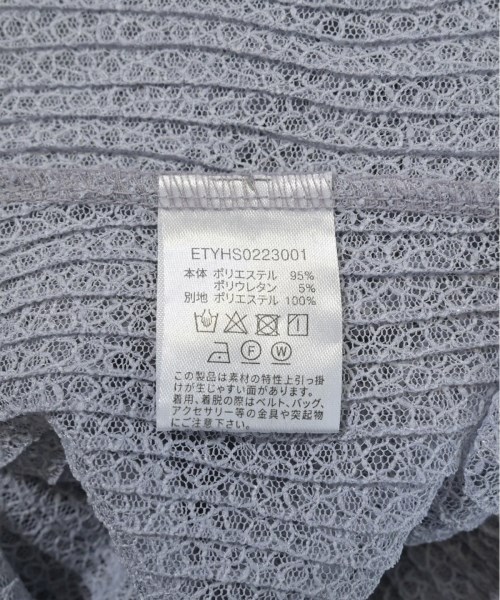 ETYHS0223001
本体 ポリエステル 95%
ポリウレタン 5%
別地 ポリエステル 100%
F W
この製品は素材の特性上引っ掛
けが生じやすい面があります。
着用、着脱の際はベルト、バッグ、
アクセサリー等の金具や突起物
にご注意下さい。